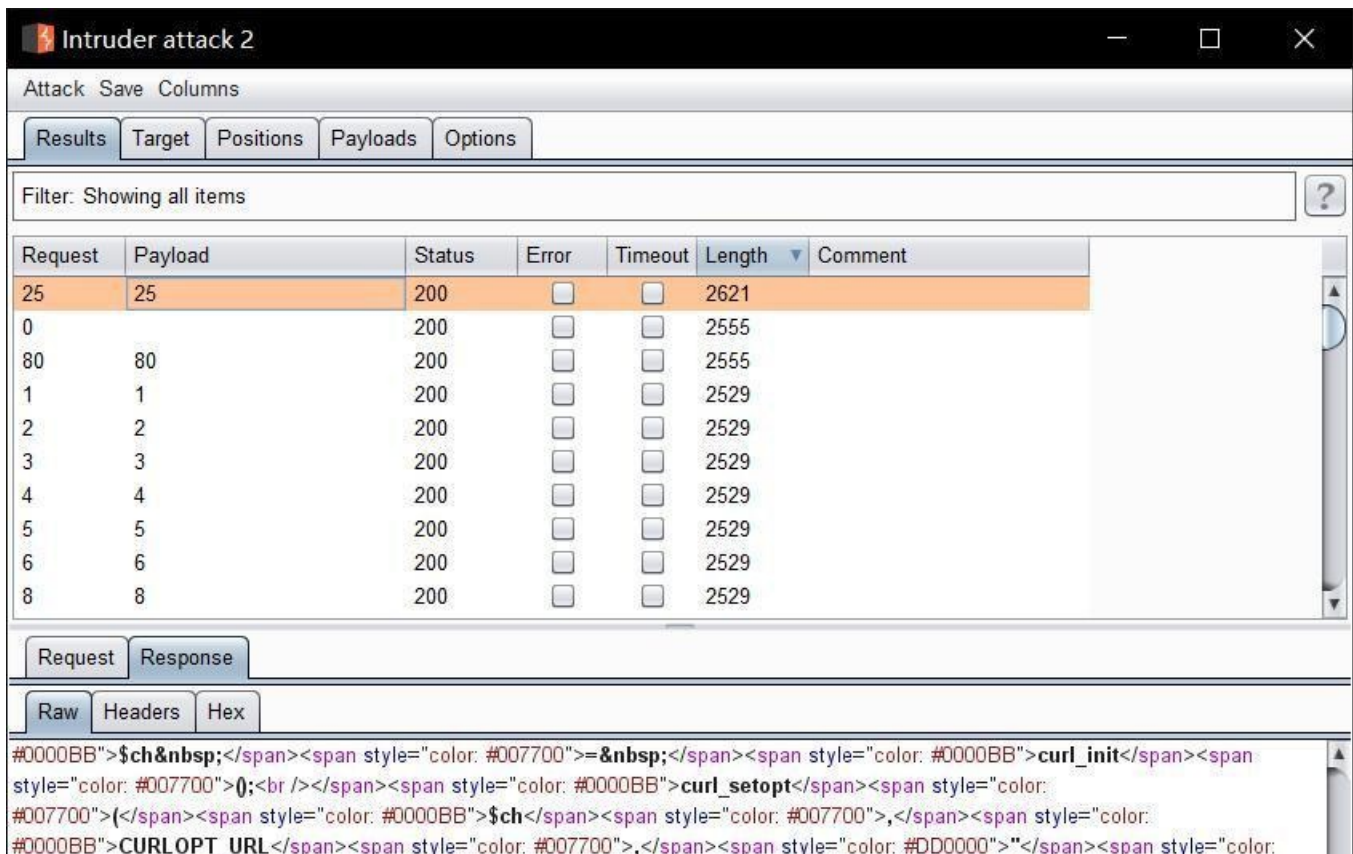 Intruder attack 2
Attack Save Columns
Results Target Positions Payloads Options
Filter: Showing all items ?
Request Payload Status Error Timeout Length Comment
25 25 200 2621
0 200 2555
80 80 200 2555
1 1 200 2529
2 2 200 2529
3 3 200 2529
4 4 200 2529
5 5 200 2529
6 6 200 2529
8 8 200 2529
Request Response
Raw Headers Hex
#0000BB">$ch&nbsp;</span><span style="color: #007700">=&nbsp;</span><span style="color: #0000BB">curl_init</span><span
style="color: #007700">();<br /></span><span style="color: #0000BB">curl_setopt</span><span style="color:
#007700">(</span><span style="color: #0000BB">$ch</span><span style="color: #007700">,</span><span style="color:
#0000BB">CURLOPT_URL</span><span style="color: #007700">,</span><span style="color: #DD0000">"</span><span style="color: